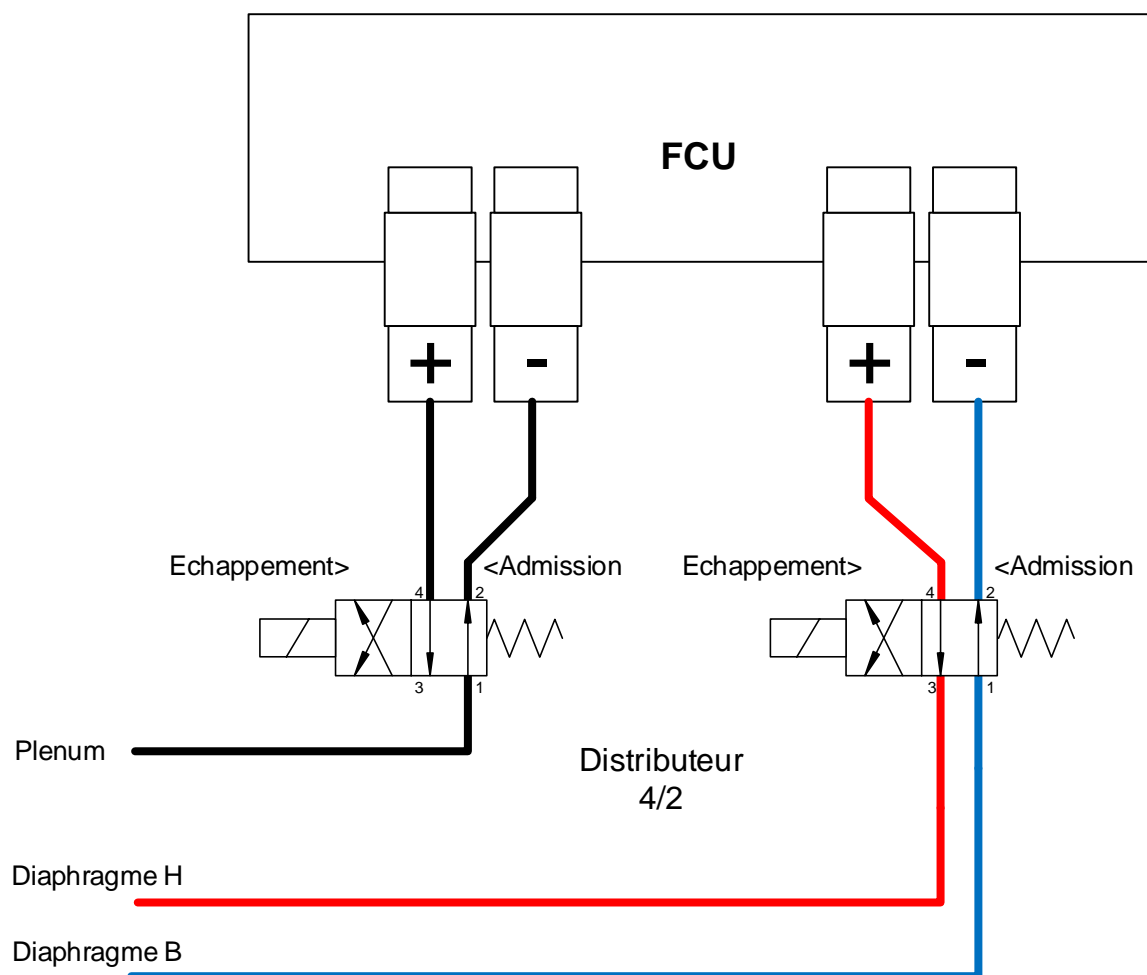 FCU
+ - + -
Echappement> <Admission Echappement> <Admission
4 2 4 2
3 1 3 1
Plenum
Distributeur
4/2
Diaphragme H
Diaphragme B